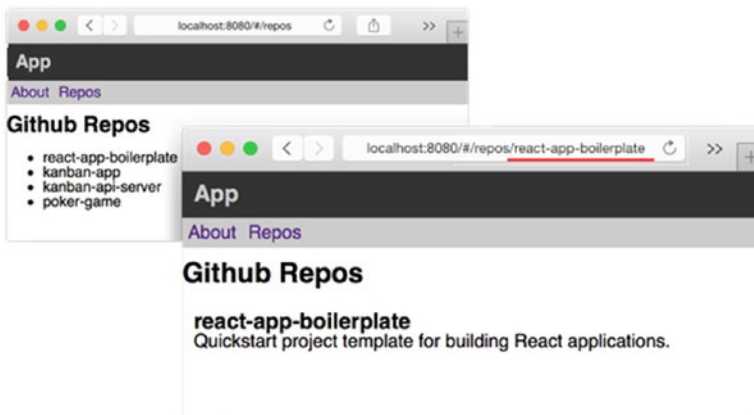 localhost:8080/#/repos
>>
+
App
About Repos
Github Repos
• react-app-boilerplate
• kanban-app
• kanban-api-server
• poker-game
localhost:8080/#/repos/react-app-boilerplate
>>
+
App
About Repos
Github Repos
react-app-boilerplate
Quickstart project template for building React applications.